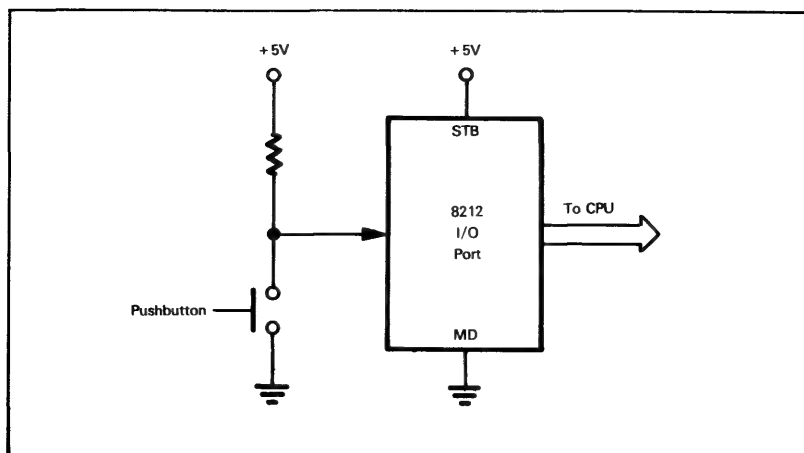 +5V
+5V
STB
8212
I/O
Port
To CPU
Pushbutton
MD